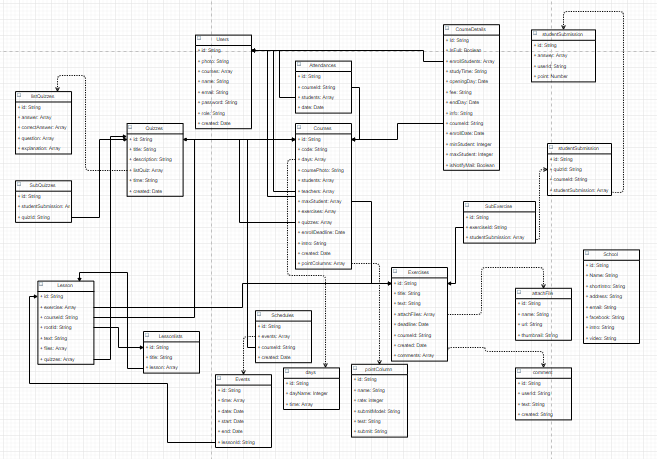 Users
+ id: String
+ photo: String
+ courses: Array
+ name: String
+ email: String
+ password: String
+ role: String
+ created: Date
CourseDetails
+ id: String
+ isFull: Boolean
+ enrollStudents: Array
+ studyTime: String
+ openingDay: Date
+ fee: String
+ endDay: Date
+ info: String
+ courseId: String
+ enrollDate: Date
+ minStudent: Integer
+ maxStudent: Integer
+ isNotifyMail: Boolean
studentSubmission
+ id: String
+ answer: Array
+ userId: String
+ point: Number
Attendances
+ id: String
+ courseId: String
+ students: Array
+ date: Date
listQuizzes
+ id: String
+ answer: Array
+ correctAnswer: Array
+ question: Array
+ explanation: Array
Quizzes
+ id: String
+ title: String
+ description: String
+ listQuiz: Array
+ time: String
+ created: Date
Courses
+ id: String
+ code: String
+ days: Array
+ coursePhoto: String
+ students: Array
+ teachers: Array
+ maxStudent: Array
+ exercises: Array
+ quizzes: Array
+ enrollDeadline: Date
+ intro: String
+ created: Date
+ pointColumns: Array
studentSubmission
+ id: String
+ quizId: String
+ courseId: String
+ studentSubmission: Array
SubQuizzes
+ id: String
+ studentSubmission: Ar
+ quizId: String
SubExercise
+ id: String
+ exerciseId: String
+ studentSubmission: Array
School
+ id: String
+ Name: String
+ shortIntro: String
+ address: String
+ email: String
+ facebook: String
+ intro: String
+ video: String
Exercises
+ id: String
+ title: String
+ text: String
+ attachFiles: Array
+ deadline: Date
+ courseId: String
+ created: Date
+ comments: Array
Lesson
+ id: String
+ exercise: Array
+ courseId: String
+ rootId: String
+ text: String
+ files: Array
+ quizzes: Array
attachFile
+ id: String
+ name: String
+ url: String
+ thumbnail: String
Schedules
+ id: String
+ events: Array
+ courseId: String
+ created: Date
Lessonlists
+ id: String
+ title: String
+ lesson: Array
Events
+ id: String
+ time: Array
+ date: Date
+ start: Date
+ end: Date
+ lessonId: String
days
+ id: String
+ dayName: Integer
+ time: Array
pointColumn
+ id: String
+ name: String
+ rate: Integer
+ submitModel: String
+ text: String
+ submit: String
comment
+ id: String
+ userId: String
+ text: String
+ created: String